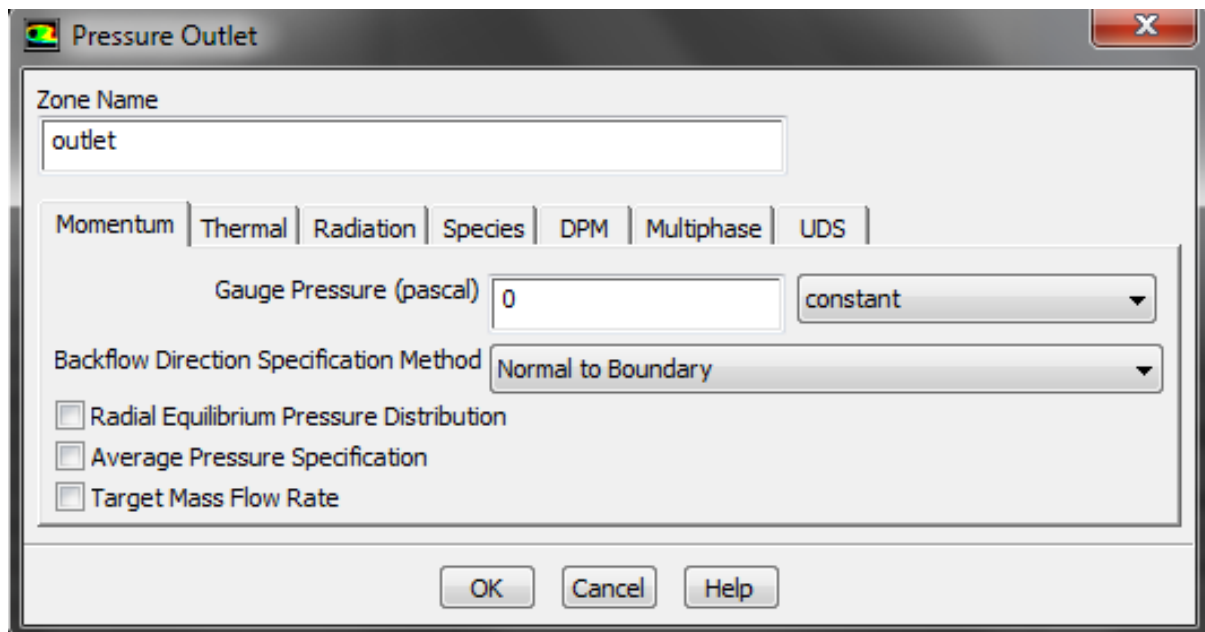 Pressure Outlet
X
Zone Name
outlet
Momentum Thermal Radiation Species DPM Multiphase UDS
Gauge Pressure (pascal) 0 constant
Backflow Direction Specification Method Normal to Boundary
Radial Equilibrium Pressure Distribution
Average Pressure Specification
Target Mass Flow Rate
OK Cancel Help